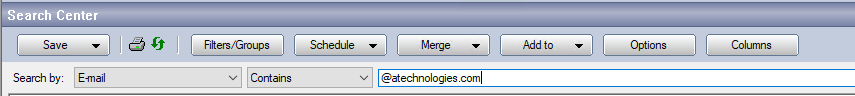 Search Center
Save Filters/Groups Schedule Merge Add to Options Columns
Search by: E-mail Contains @atechnologies.com